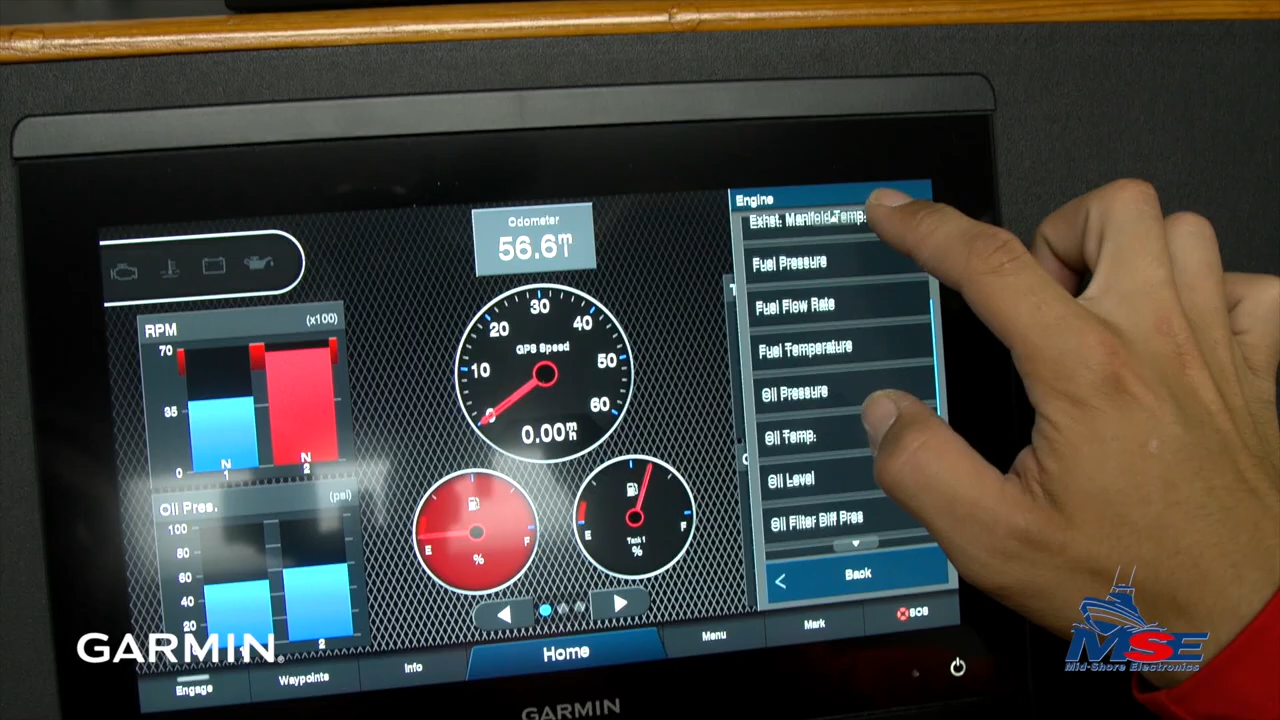 Odometer
56.6
Engine
Exhst. Manifold Temp.
Fuel Pressure
Fuel Flow Rate
Fuel Temperature
Oil Pressure
Oil Temp.
Oil Level
Oil Filter Diff Pres
Back
RPM (x100)
70
35
0
N
1
N
2
GPS Speed
0
10
20
30
40
50
60
0.00
Oil Pres. (psi)
100
80
60
40
20
2
E
F
%
E
F
Tank 1
%
Engage
Waypoints
Info
Home
Menu
Mark
SOS
GARMIN
GARMIN
MSE
Mid-Shore Electronics